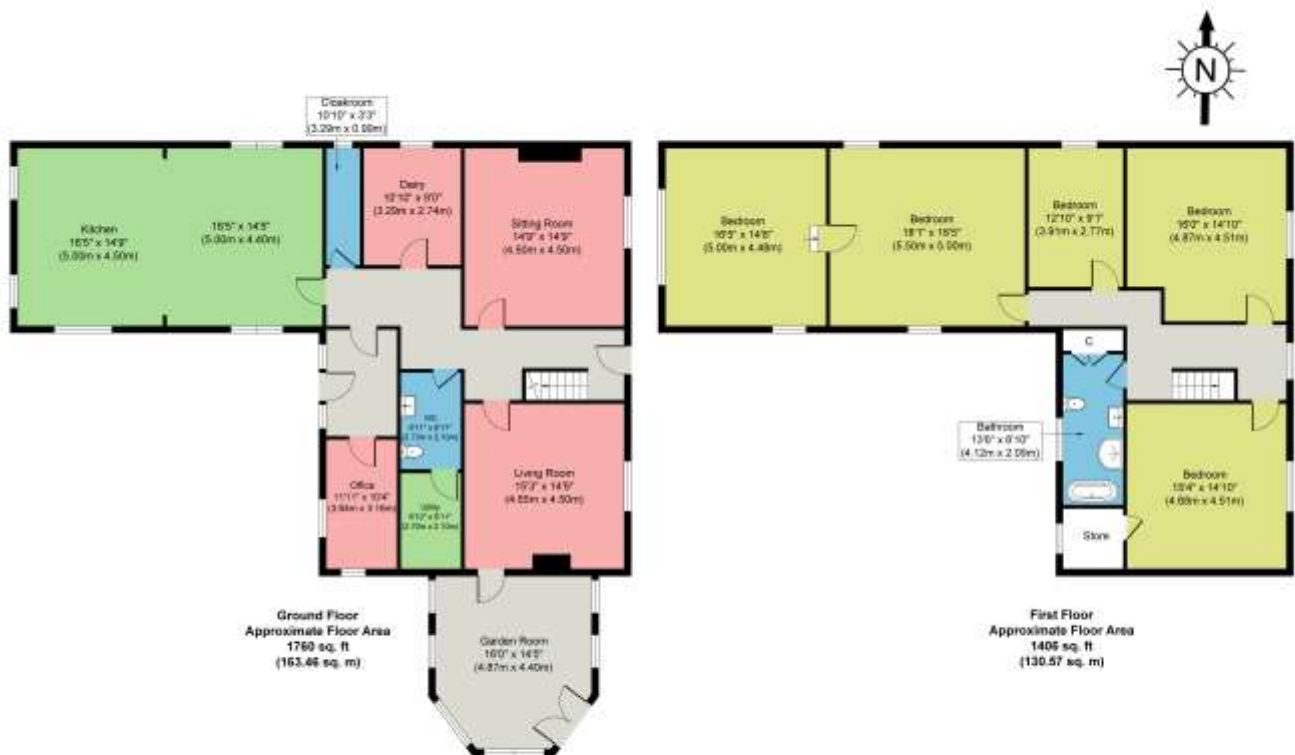 N
Cloakroom
10'10" x 3'3"
(3.29m x 0.99m)
Kitchen
16'5" x 14'9"
(5.00m x 4.50m)
16'5" x 14'5"
(5.00m x 4.40m)
Dairy
10'10" x 9'0"
(3.29m x 2.74m)
Sitting Room
14'9" x 14'9"
(4.50m x 4.50m)
WC
Office
11'11" x 10'4"
Utility
Living Room
15'3" x 14'9"
(4.65m x 4.50m)
Garden Room
16'0" x 14'5"
(4.87m x 4.40m)
Ground Floor
Approximate Floor Area
1760 sq. ft
(163.46 sq. m)
Bedroom
16'5" x 14'8"
(5.00m x 4.48m)
Bedroom
18'1" x 16'5"
(5.50m x 5.00m)
Bedroom
12'10" x 9'1"
(3.91m x 2.77m)
Bedroom
16'0" x 14'10"
(4.87m x 4.51m)
C
Bathroom
13'6" x 6'10"
(4.12m x 2.09m)
Bedroom
15'4" x 14'10"
(4.68m x 4.51m)
Store
First Floor
Approximate Floor Area
1406 sq. ft
(130.57 sq. m)